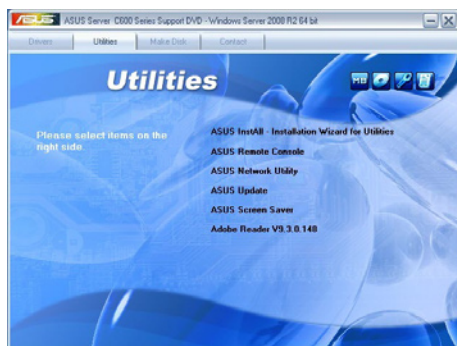 ASUS ASUS Server C600 Series Support DVD - Windows Server 2008 R2 64 bit
Drivers Utilities Make Disk Contact
Utilities
MB
Please select items on the
right side.
ASUS InstAll - Installation Wizard for Utilities
ASUS Remote Console
ASUS Network Utility
ASUS Update
ASUS Screen Saver
Adobe Reader V9.3.0.148